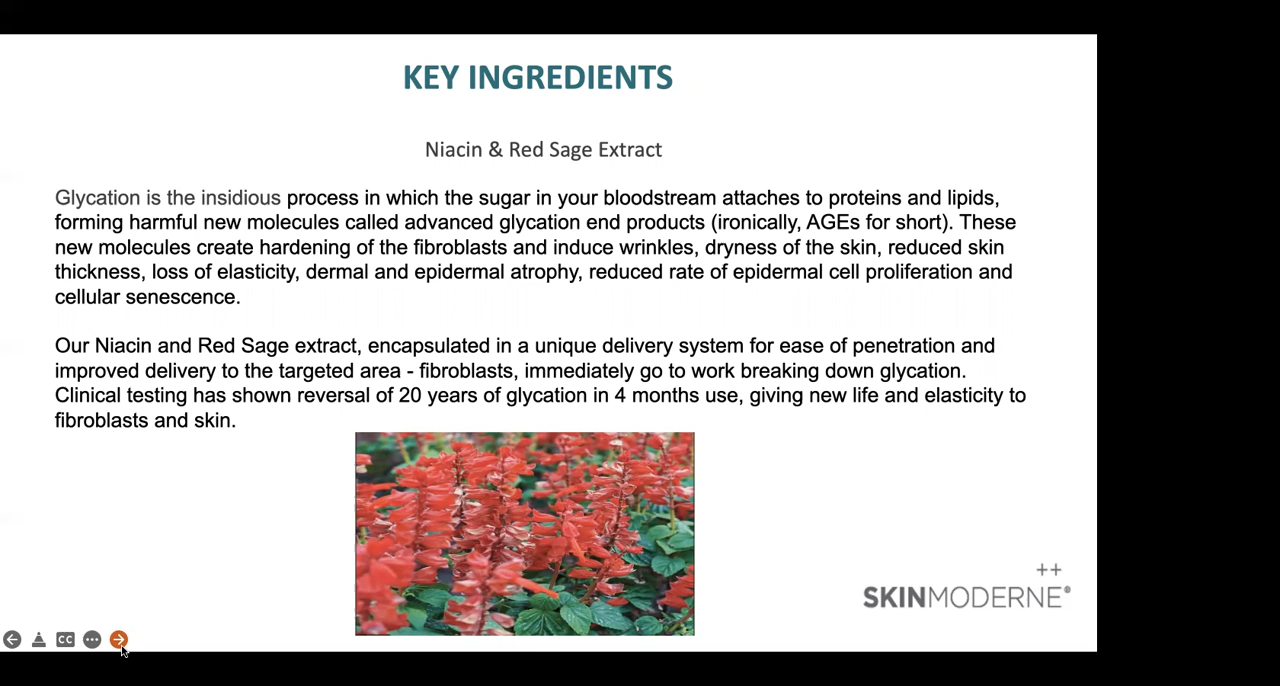 KEY INGREDIENTS
Niacin & Red Sage Extract
Glycation is the insidious process in which the sugar in your bloodstream attaches to proteins and lipids,
forming harmful new molecules called advanced glycation end products (ironically, AGEs for short). These
new molecules create hardening of the fibroblasts and induce wrinkles, dryness of the skin, reduced skin
thickness, loss of elasticity, dermal and epidermal atrophy, reduced rate of epidermal cell proliferation and
cellular senescence.
Our Niacin and Red Sage extract, encapsulated in a unique delivery system for ease of penetration and
improved delivery to the targeted area - fibroblasts, immediately go to work breaking down glycation.
Clinical testing has shown reversal of 20 years of glycation in 4 months use, giving new life and elasticity to
fibroblasts and skin.
++
SKINMODERNE®
CC